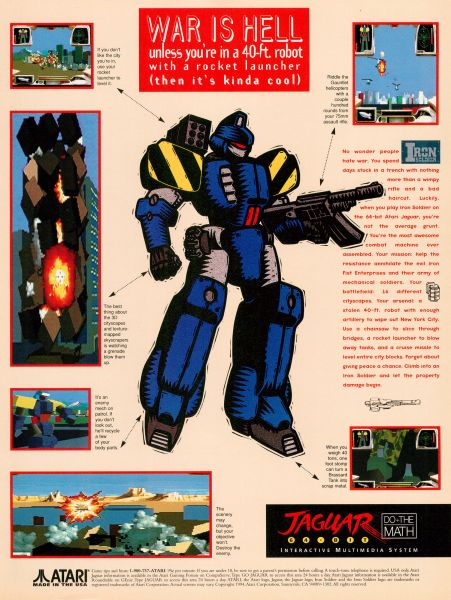 WAR IS HELL
unless you're in a 40-ft. robot
with a rocket launcher
(then it's kinda cool)
If you don't
like the city
you're in,
use your
rocket
launcher to
level it.
Riddle the
Gauntlet
helicopters
with a
couple
hundred
rounds from
your 75mm
assault rifle.
IRON
SOLDIER
No wonder people
hate war. You spend
days stuck in a trench with nothing
more than a wimpy
rifle and a bad
haircut. Luckily,
when you play Iron Soldier on
the 64-bit Atari Jaguar, you're
not the average grunt.
You're the most awesome
combat machine ever
assembled. Your mission: help the
resistance annihilate the evil Iron
Fist Enterprises and their army of
mechanical soldiers. Your
battlefield: 16 different
cityscapes. Your arsenal: a
stolen 40-ft. robot with enough
artillery to wipe out New York City.
Use a chainsaw to slice through
bridges, a rocket launcher to blow
away tanks, and a cruise missile to
level entire city blocks. Forget about
giving peace a chance. Climb into an
Iron Soldier and let the property
damage begin.
The best
thing about
the 3D
cityscapes
and texture-
mapped
skyscrapers
is watching
a grenade
blow them
up.
It's an
enemy
mech on
patrol. If
you don't
look out,
he'll recycle
a few
of your
body parts.
When you
weigh 40
tons, one
foot stomp
can turn a
Brassard
Tank into
scrap metal.
The
scenery
may
change,
but your
objective
won't.
Destroy the
enemy.
JAGUAR
64-BIT
DO THE
MATH
INTERACTIVE MULTIMEDIA SYSTEM
ATARI
MADE IN THE USA
Game tips and hints: 1-900-737-ATARI.